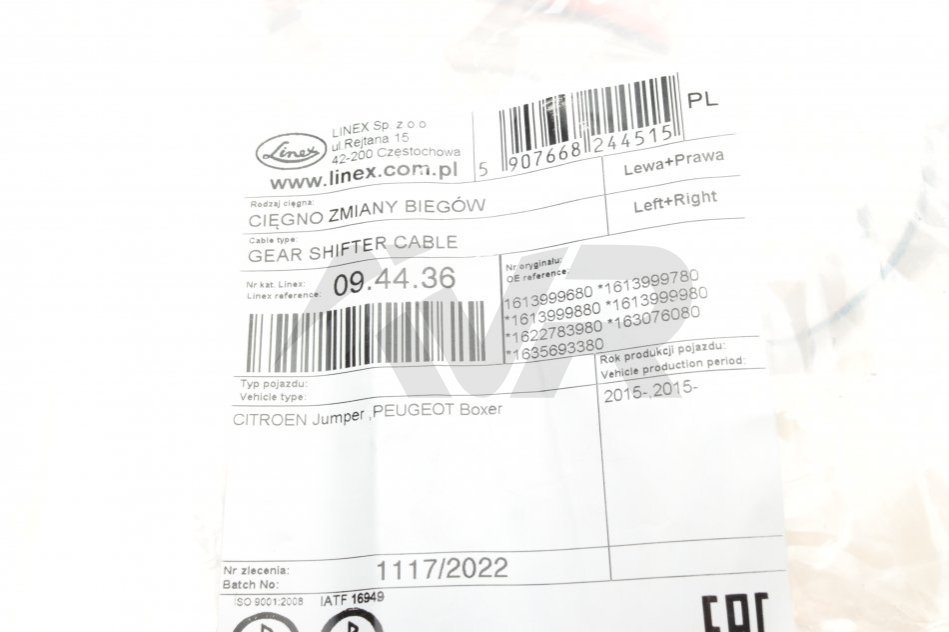 Linex
LINEX Sp. z o.o
ul.Rejtana 15
42-200 Częstochowa
www.linex.com.pl
5 907668 244515
PL
Rodzaj cięgna:
CIĘGNO ZMIANY BIEGÓW
Lewa+Prawa
Cable type:
GEAR SHIFTER CABLE
Left+Right
Nr kat. Linex:
Linex reference:
09.44.36
Nr oryginału:
OE reference:
1613999680 *1613999780
*1613999880 *1613999980
*1622783980 *163076080
*1635693380
Typ pojazdu:
Vehicle type:
Rok produkcji pojazdu:
Vehicle production period:
CITROEN Jumper ,PEUGEOT Boxer
2015-,2015-
Nr zlecenia:
Batch No:
1117/2022
ISO 9001:2008
IATF 16949
EAC